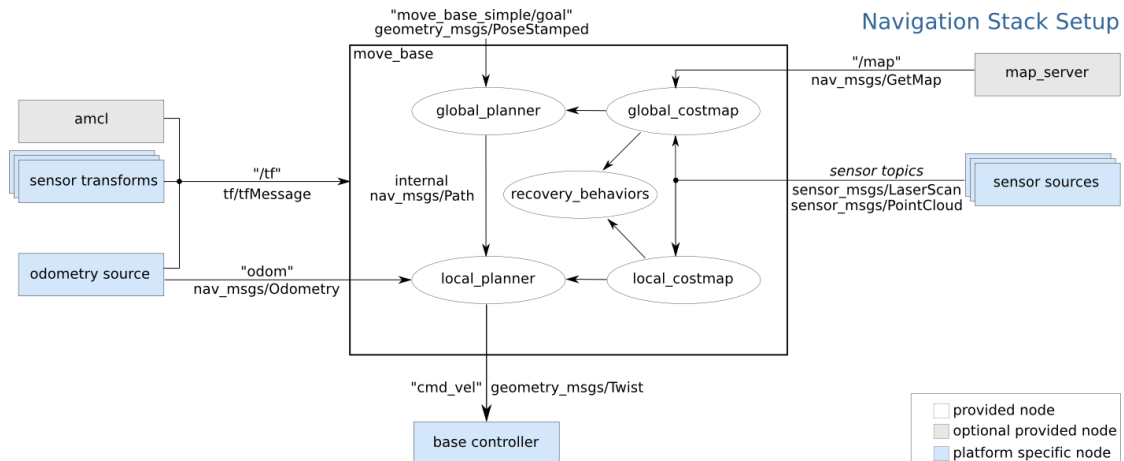 "move_base_simple/goal"
geometry_msgs/PoseStamped
Navigation Stack Setup
move_base
"/map"
nav_msgs/GetMap
map_server
global_planner
global_costmap
amcl
sensor transforms
"/tf"
tf/tfMessage
internal
nav_msgs/Path
recovery_behaviors
sensor topics
sensor_msgs/LaserScan
sensor_msgs/PointCloud
sensor sources
odometry source
"odom"
nav_msgs/Odometry
local_planner
local_costmap
"cmd_vel" geometry_msgs/Twist
base controller
provided node
optional provided node
platform specific node